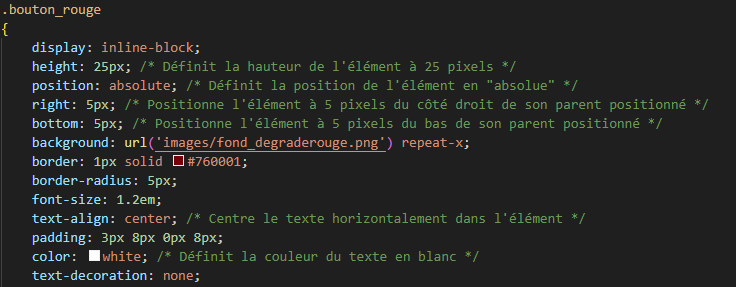 .bouton_rouge
{
display: inline-block;
height: 25px; /* Définit la hauteur de l'élément à 25 pixels */
position: absolute; /* Définit la position de l'élément en "absolue" */
right: 5px; /* Positionne l'élément à 5 pixels du côté droit de son parent positionné */
bottom: 5px; /* Positionne l'élément à 5 pixels du bas de son parent positionné */
background: url('images/fond_degraderouge.png') repeat-x;
border: 1px solid #760001;
border-radius: 5px;
font-size: 1.2em;
text-align: center; /* Centre le texte horizontalement dans l'élément */
padding: 3px 8px 0px 8px;
color: white; /* Définit la couleur du texte en blanc */
text-decoration: none;